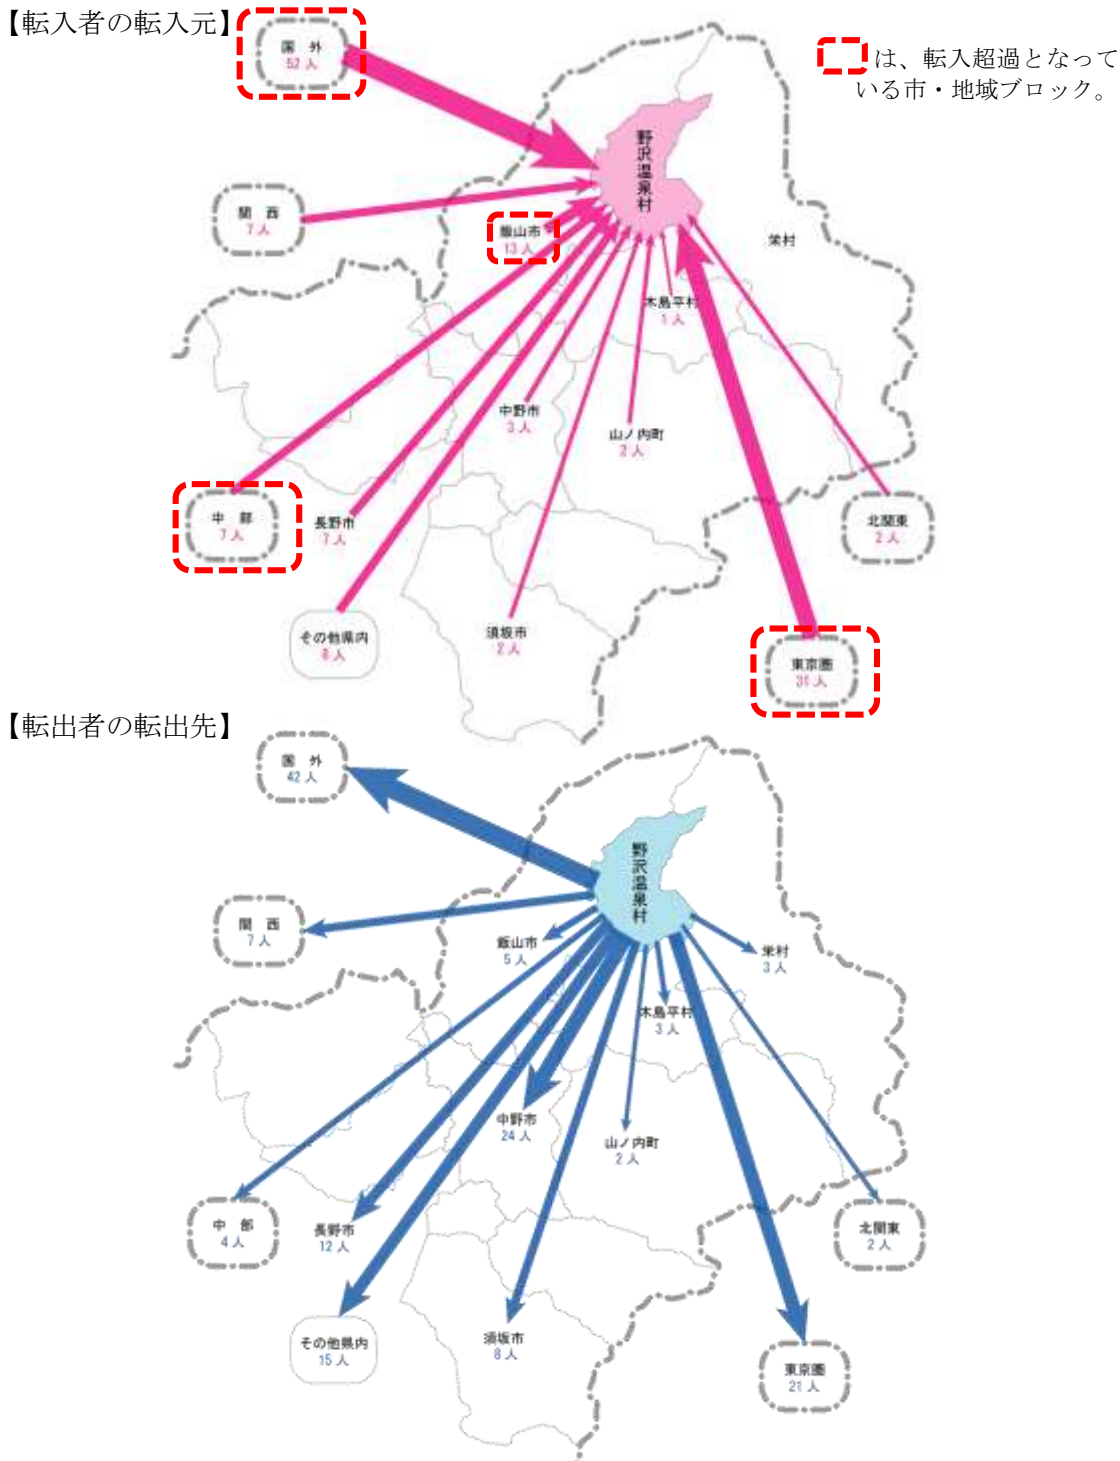 【転入者の転入元】
国 外
52 人
は、転入超過となって
いる市・地域ブロック。
野沢温泉村
関 西
7 人
飯山市
13 人
栄村
木島平村
1 人
中野市
3 人
山ノ内町
2 人
中 部
7 人
長野市
7 人
北関東
2 人
その他県内
8 人
須坂市
2 人
東京圏
31 人
【転出者の転出先】
国 外
42 人
野沢温泉村
関 西
7 人
飯山市
5 人
栄村
3 人
木島平村
3 人
中野市
24 人
山ノ内町
2 人
中 部
4 人
長野市
12 人
北関東
2 人
その他県内
15 人
須坂市
8 人
東京圏
21 人